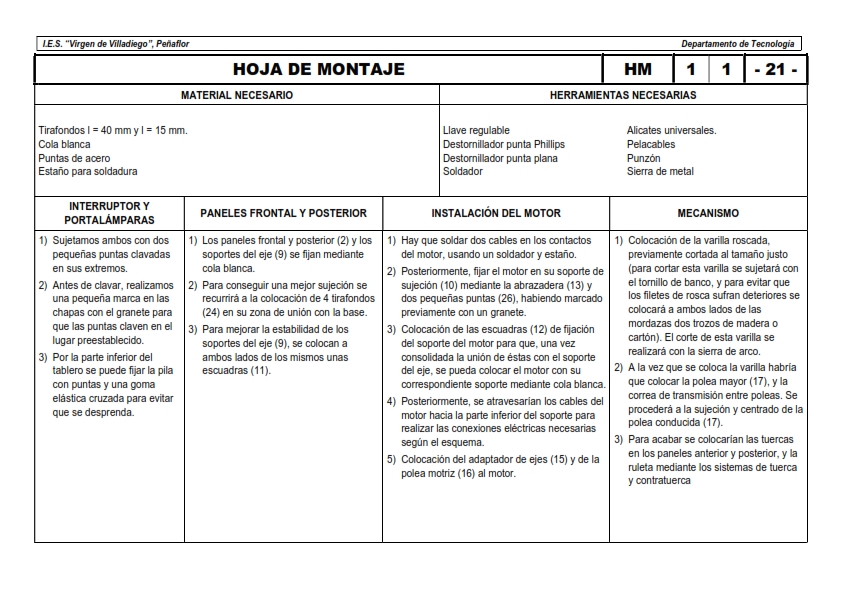 I.E.S. "Virgen de Villadiego", Peñaflor
Departamento de Tecnología
HOJA DE MONTAJE
HM
1
1
- 21 -
MATERIAL NECESARIO
HERRAMIENTAS NECESARIAS
Tirafondos l = 40 mm y l = 15 mm.
Cola blanca
Puntas de acero
Estaño para soldadura
Llave regulable
Destornillador punta Phillips
Destornillador punta plana
Soldador
Alicates universales.
Pelacables
Punzón
Sierra de metal
INTERRUPTOR Y
PORTALÁMPARAS
PANELES FRONTAL Y POSTERIOR
INSTALACIÓN DEL MOTOR
MECANISMO
1) Sujetamos ambos con dos
pequeñas puntas clavadas
en sus extremos.
2) Antes de clavar, realizamos
una pequeña marca en las
chapas con el granete para
que las puntas claven en el
lugar preestablecido.
3) Por la parte inferior del
tablero se puede fijar la pila
con puntas y una goma
elástica cruzada para evitar
que se desprenda.
1) Los paneles frontal y posterior (2) y los
soportes del eje (9) se fijan mediante
cola blanca.
2) Para conseguir una mejor sujeción se
recurrirá a la colocación de 4 tirafondos
(24) en su zona de unión con la base.
3) Para mejorar la estabilidad de los
soportes del eje (9), se colocan a
ambos lados de los mismos unas
escuadras (11).
1) Hay que soldar dos cables en los contactos
del motor, usando un soldador y estaño.
2) Posteriormente, fijar el motor en su soporte de
sujeción (10) mediante la abrazadera (13) y
dos pequeñas puntas (26), habiendo marcado
previamente con un granete.
3) Colocación de las escuadras (12) de fijación
del soporte del motor para que, una vez
consolidada la unión de éstas con el soporte
del eje, se pueda colocar el motor con su
correspondiente soporte mediante cola blanca.
4) Posteriormente, se atravesarían los cables del
motor hacia la parte inferior del soporte para
realizar las conexiones eléctricas necesarias
según el esquema.
5) Colocación del adaptador de ejes (15) y de la
polea motriz (16) al motor.
1) Colocación de la varilla roscada,
previamente cortada al tamaño justo
(para cortar esta varilla se sujetará con
el tornillo de banco, y para evitar que
los filetes de rosca sufran deteriores se
colocará a ambos lados de las
mordazas dos trozos de madera o
cartón). El corte de esta varilla se
realizará con la sierra de arco.
2) A la vez que se coloca la varilla habría
que colocar la polea mayor (17), y la
correa de transmisión entre poleas. Se
procederá a la sujeción y centrado de la
polea conducida (17).
3) Para acabar se colocarían las tuercas
en los paneles anterior y posterior, y la
ruleta mediante los sistemas de tuerca
y contratuerca